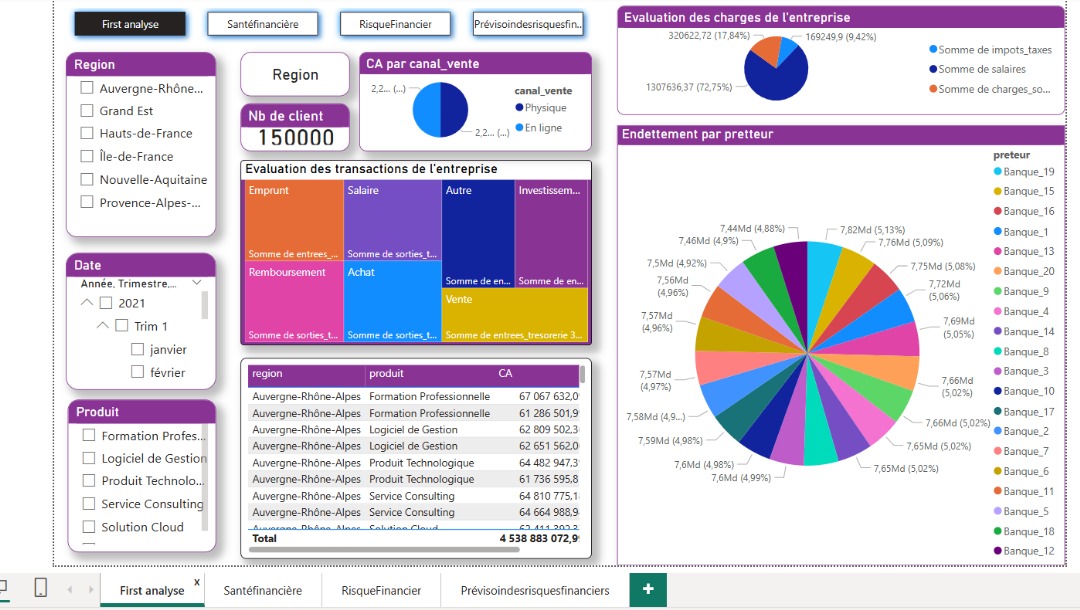 First analyse
Santéfinancière
RisqueFinancier
Prévisoindesrisquesfin...
Region
Auvergne-Rhône...
Grand Est
Hauts-de-France
Île-de-France
Nouvelle-Aquitaine
Provence-Alpes-...
Date
Année, Trimestre,...
2021
Trim 1
janvier
février
Produit
Formation Profes...
Logiciel de Gestion
Produit Technolo...
Service Consulting
Solution Cloud
Region
Nb de client
150000
CA par canal_vente
2,2... (...)
2,2... (...)
canal_vente
Physique
En ligne
Evaluation des transactions de l'entreprise
Emprunt
Somme de entrees_...
Salaire
Somme de sorties_t...
Autre
Somme de en...
Investissem...
Somme de en...
Remboursement
Somme de sorties_t...
Achat
Somme de sorties_t...
Vente
Somme de entrees_tresorerie 3...
region produit CA
Auvergne-Rhône-Alpes Formation Professionnelle 67 067 632,0
Auvergne-Rhône-Alpes Formation Professionnelle 61 286 501,9
Auvergne-Rhône-Alpes Logiciel de Gestion 62 809 502,3
Auvergne-Rhône-Alpes Logiciel de Gestion 62 651 562,0
Auvergne-Rhône-Alpes Produit Technologique 64 482 947,3
Auvergne-Rhône-Alpes Produit Technologique 61 736 595,8
Auvergne-Rhône-Alpes Service Consulting 64 810 775,1
Auvergne-Rhône-Alpes Service Consulting 64 664 988,9
Auvergne-Rhône-Alpes Solution Cloud
Total 4 538 883 072,9
Evaluation des charges de l'entreprise
320622,72 (17,84%)
169249,9 (9,42%)
1307636,37 (72,75%)
Somme de impots_taxes
Somme de salaires
Somme de charges_so...
Endettement par pretteur
7,82Md (5,13%)
7,76Md (5,09%)
7,75Md (5,08%)
7,72Md
(5,06%)
7,69Md
(5,05%)
7,66Md
(5,02%)
7,66Md (5,02%)
7,65Md (5,02%)
7,65Md (5,02%)
7,6Md (4,99%)
7,6Md (4,98%)
7,59Md (4,98%)
7,58Md (4,9...)
7,57Md
(4,97%)
7,57Md
(4,96%)
7,56Md
(4,96%)
7,5Md (4,92%)
7,46Md (4,9%)
7,44Md (4,88%)
preteur
Banque_19
Banque_15
Banque_16
Banque_1
Banque_13
Banque_20
Banque_9
Banque_4
Banque_14
Banque_8
Banque_3
Banque_10
Banque_17
Banque_2
Banque_7
Banque_6
Banque_11
Banque_5
Banque_18
Banque_12
First analyse x
Santéfinancière
RisqueFinancier
Prévisoindesrisquesfinanciers
+